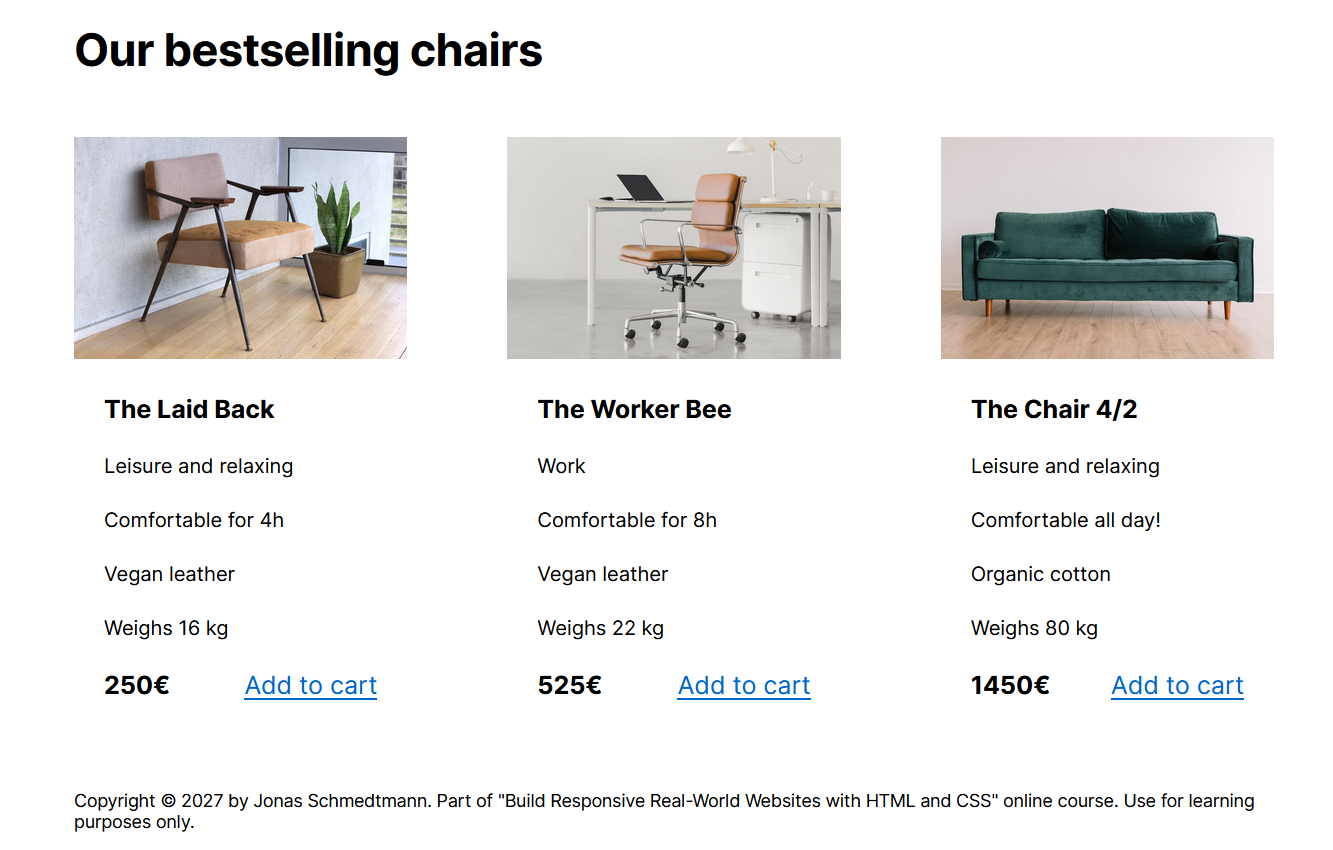 Our bestselling chairs
The Laid Back
Leisure and relaxing
Comfortable for 4h
Vegan leather
Weighs 16 kg
250€ Add to cart
The Worker Bee
Work
Comfortable for 8h
Vegan leather
Weighs 22 kg
525€ Add to cart
The Chair 4/2
Leisure and relaxing
Comfortable all day!
Organic cotton
Weighs 80 kg
1450€ Add to cart
Copyright © 2027 by Jonas Schmedtmann. Part of "Build Responsive Real-World Websites with HTML and CSS" online course. Use for learning
purposes only.